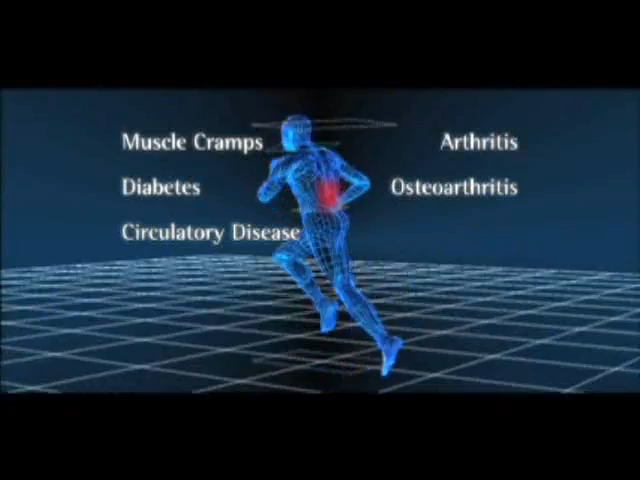 Muscle Cramps
Arthritis
Diabetes
Osteoarthritis
Circulatory Disease